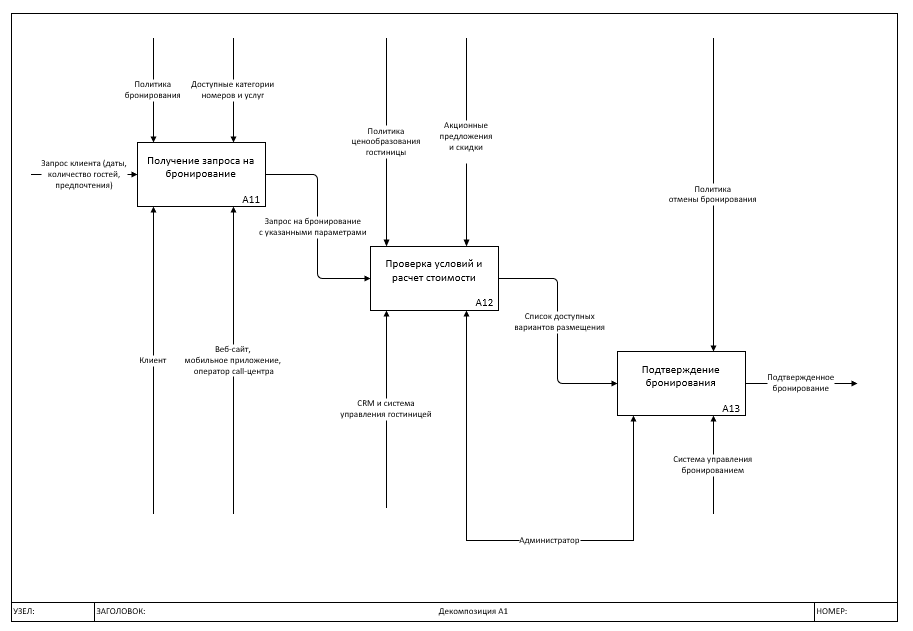 Политика
бронирования
Доступные категории
номеров и услуг
Политика
ценообразования
гостиницы
Акционные
предложения
и скидки
Запрос клиента (даты,
количество гостей,
предпочтения)
Получение запроса на
бронирование
A11
Политика
отмены бронирования
Запрос на бронирование
с указанными параметрами
Проверка условий и
расчет стоимости
A12
Список доступных
вариантов размещения
Клиент
Веб-сайт,
мобильное приложение,
оператор call-центра
Подтверждение
бронирования
A13
Подтвержденное
бронирование
CRM и система
управления гостиницей
Система управления
бронированием
Администратор
УЗЕЛ:
ЗАГОЛОВОК:
Декомпозиция A1
НОМЕР: